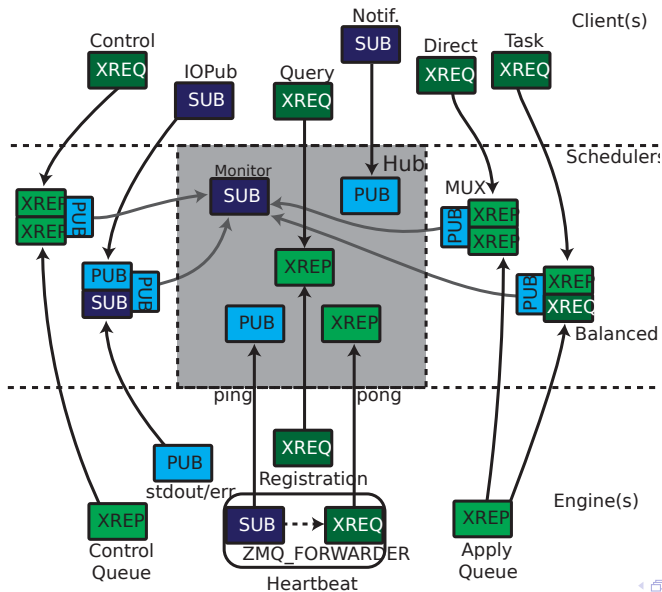 Client(s)
Notif.
SUB
Control
XREQ
IOPub
SUB
Query
XREQ
Direct
XREQ
Task
XREQ
Schedulers
Hub
Monitor
SUB
PUB
MUX
XREP
XREP
PUB
XREP
XREP
PUB
PUB
SUB
PUB
XREP
XREP
XREQ
PUB
Balanced
PUB
XREP
ping
pong
XREQ
Registration
PUB
stdout/err
Engine(s)
XREP
Control
Queue
SUB
XREQ
ZMQ_FORWARDER
Heartbeat
XREP
Apply
Queue